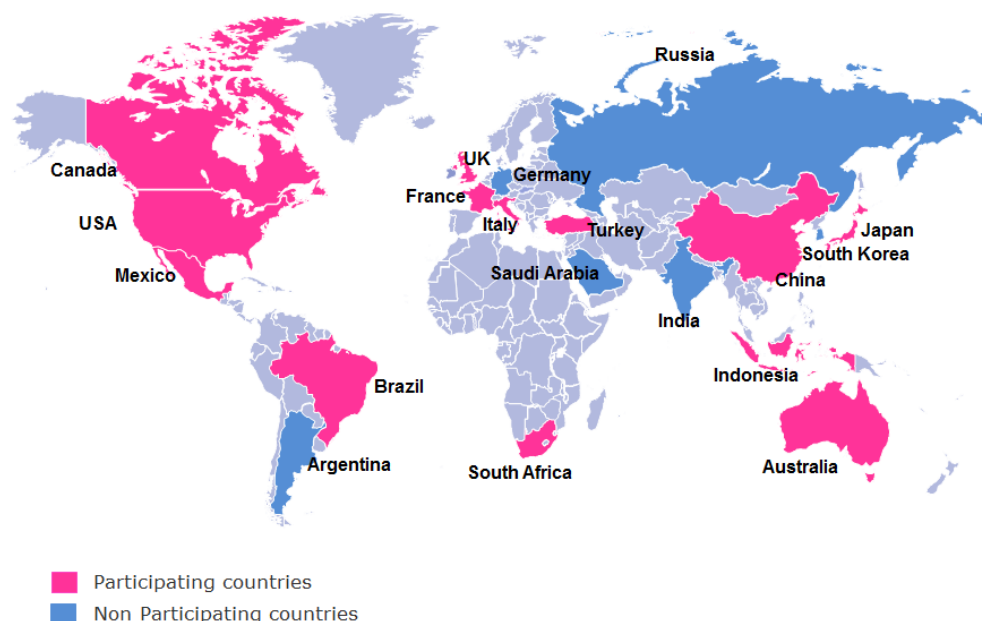 Russia
UK
Canada
Germany
France
USA
Italy
Turkey
Japan
South Korea
Mexico
Saudi Arabia
China
India
Indonesia
Brazil
Argentina
South Africa
Australia
Participating countries
Non Participating countries